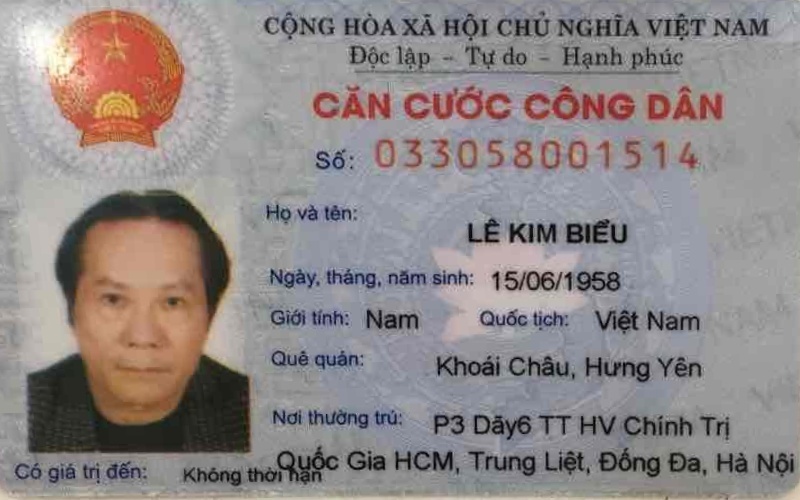 CỘNG HÒA XÃ HỘI CHỦ NGHĨA VIỆT NAM
Độc lập - Tự do - Hạnh phúc
CĂN CƯỚC CÔNG DÂN
Số: 033058001514
Họ và tên:
LÊ KIM BIỂU
Ngày, tháng, năm sinh: 15/06/1958
Giới tính: Nam Quốc tịch: Việt Nam
Quê quán:
Khoái Châu, Hưng Yên
Nơi thường trú: P3 Dãy6 TT HV Chính Trị
Quốc Gia HCM, Trung Liệt, Đống Đa, Hà Nội
Có giá trị đến: Không thời hạn